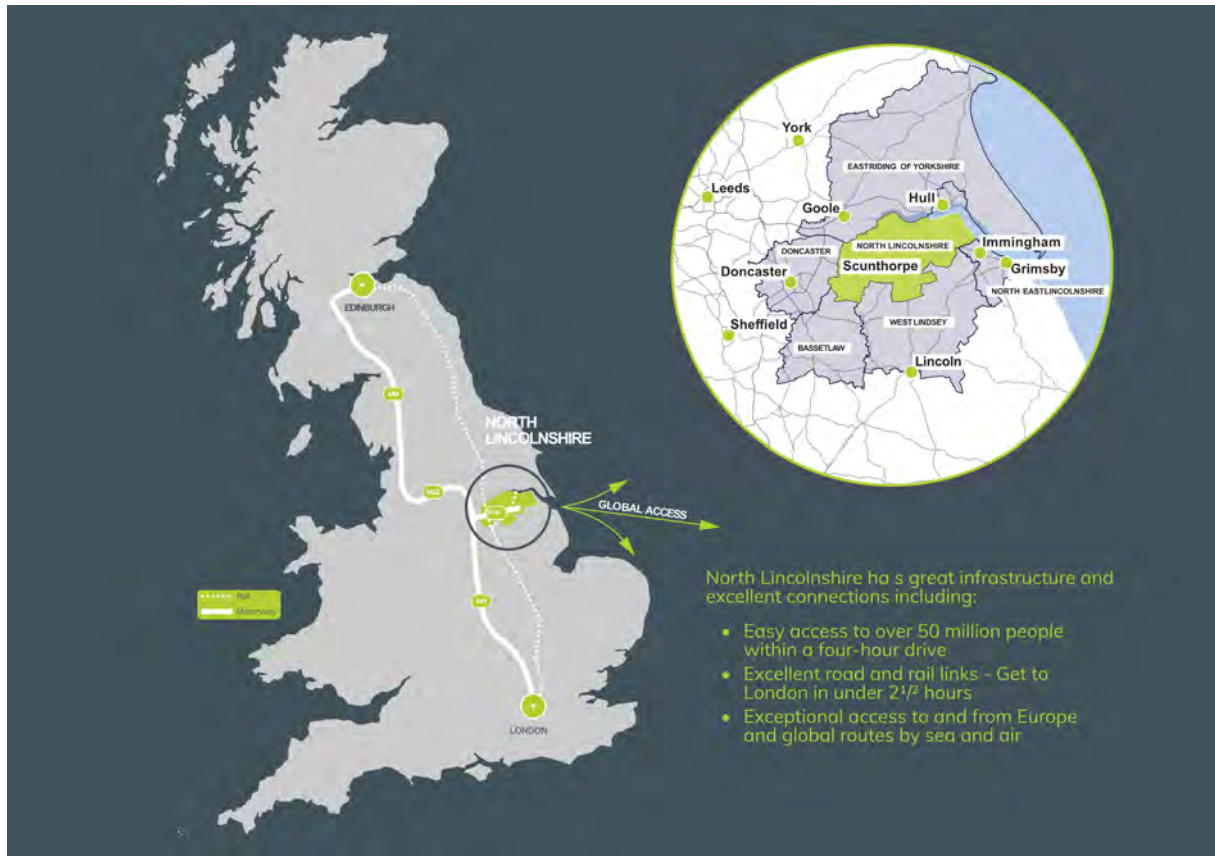 EDINBURGH
NORTH
LINCOLNSHIRE
M62
GLOBAL ACCESS
Rail
Motorway
LONDON
York
EASTRIDING OF YORKSHIRE
Leeds
Hull
Goole
NORTH LINCOLNSHIRE
Immingham
DONCASTER
Scunthorpe
Grimsby
Doncaster
NORTH EASTLINCOLNSHIRE
Sheffield
WEST LINDSEY
BASSETLAW
Lincoln
North Lincolnshire ha s great infrastructure and
excellent connections including:
Easy access to over 50 million people
within a four-hour drive
Excellent road and rail links - Get to
London in under 2¹/² hours
Exceptional access to and from Europe
and global routes by sea and air